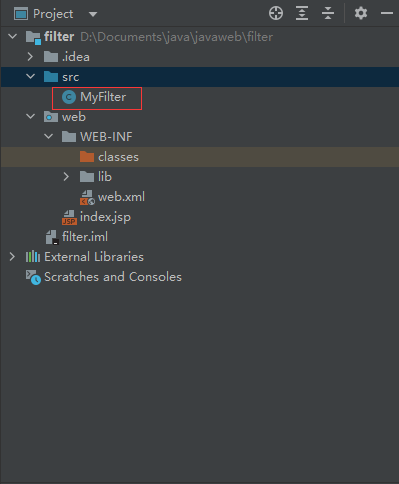 Project
filter D:\Documents\java\javaweb\filter
.idea
src
MyFilter
web
WEB-INF
classes
lib
web.xml
index.jsp
filter.iml
External Libraries
Scratches and Consoles